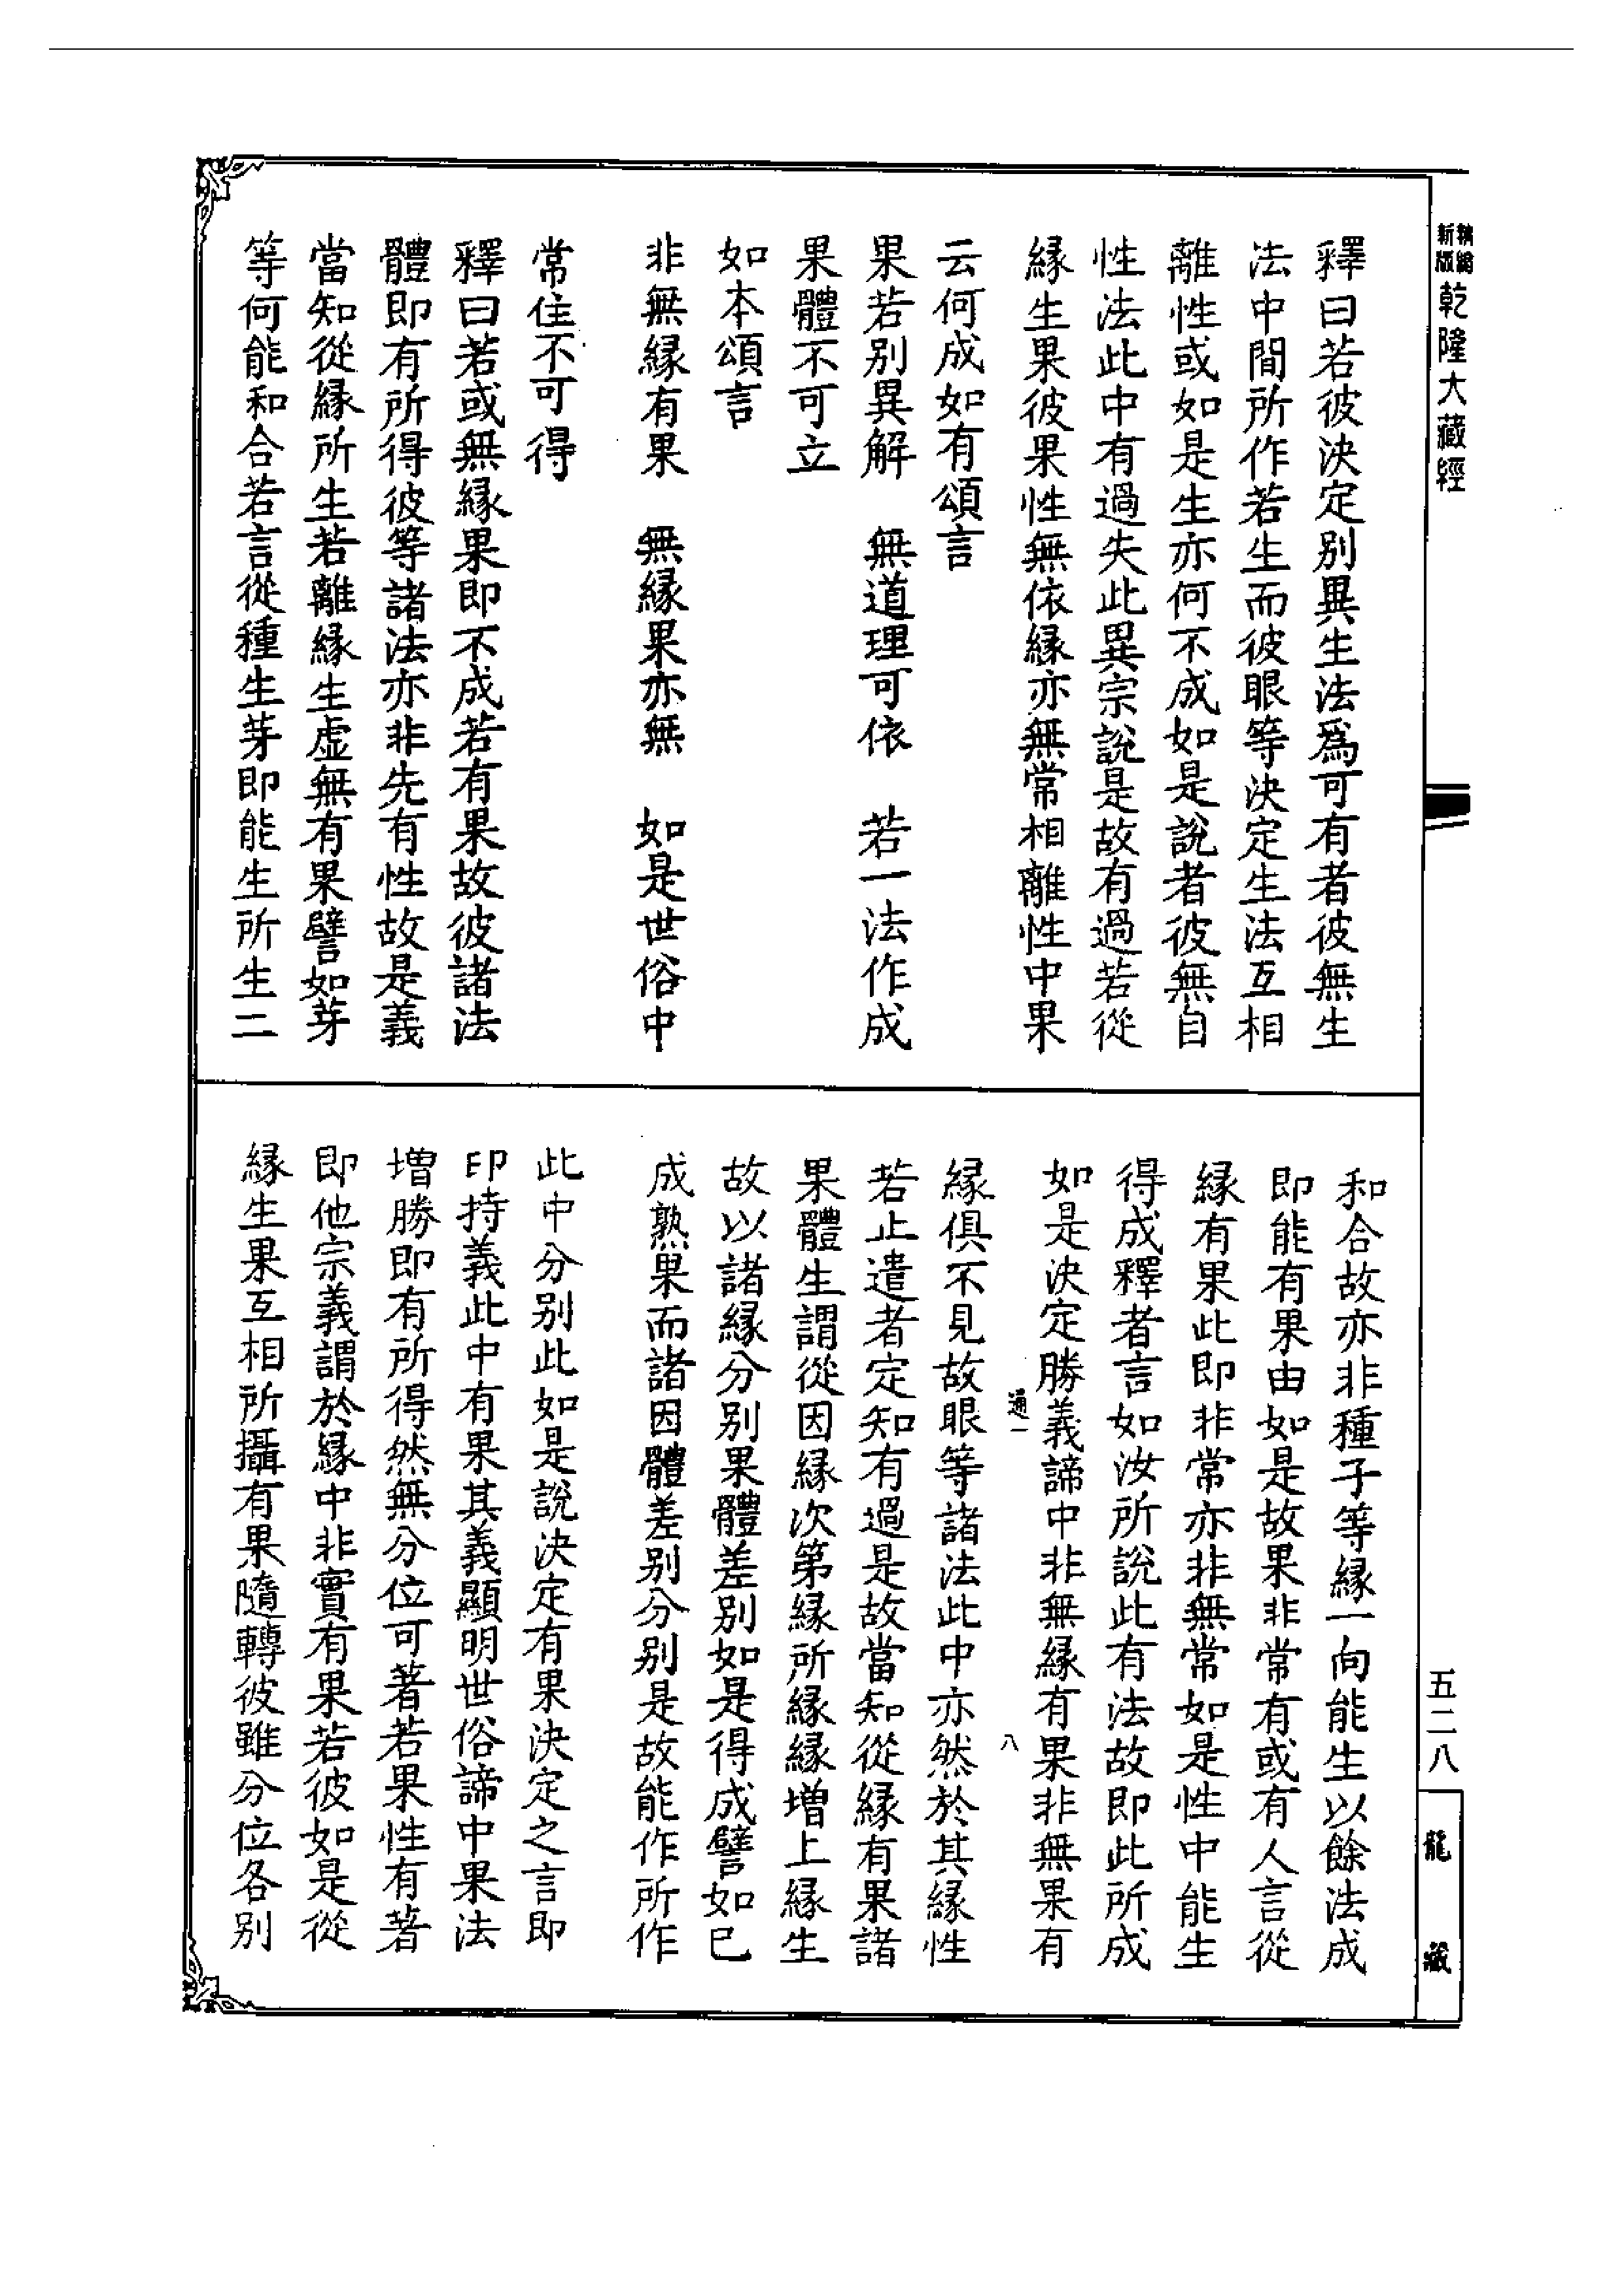 新版精縮乾隆大藏經
釋曰若彼決定別異生法爲可有者彼無生
法中間所作若生而彼眼等決定生法互相
離性或如是生亦何不成如是說者彼無自
性法此中有過失此異宗說是故有過若從
緣生果彼果性無依緣亦無常相離性中果
云何成如有頌言
果若別異解　無道理可依　若一法作成
果體不可立
如本頌言
非無緣有果　無緣果亦無　如是世俗中
常住不可得
釋曰若或無緣果即不成若有果故彼諸法
體即有所得彼等諸法亦非先有性故是義
當知從緣所生若離緣生虛無有果譬如芽
等何能和合若言從種生芽即能生所生二
和合故亦非種子等緣一向能生以餘法成
即能有果由如是故果非常有或有人言從
緣有果此即非常亦非無常如是性中能生
得成釋者言如汝所說此有法故即此所成
如是決定勝義諦中非無緣有果非無果有
通一
八
緣俱不見故眼等諸法此中亦然於其緣性
若止遣者定知有過是故當知從緣有果諸
果體生謂從因緣次第緣所緣緣增上緣生
故以諸緣分別果體差別如是得成譬如已
成熟果而諸因體差別分別是故能作所作
此中分別此如是說決定有果決定之言即
印持義此中有果其義顯明世俗諦中果法
增勝即有所得然無分位可著若果性有著
即他宗義謂於緣中非實有果若彼如是從
緣生果互相所攝有果隨轉彼雖分位各別
五二八
龍藏